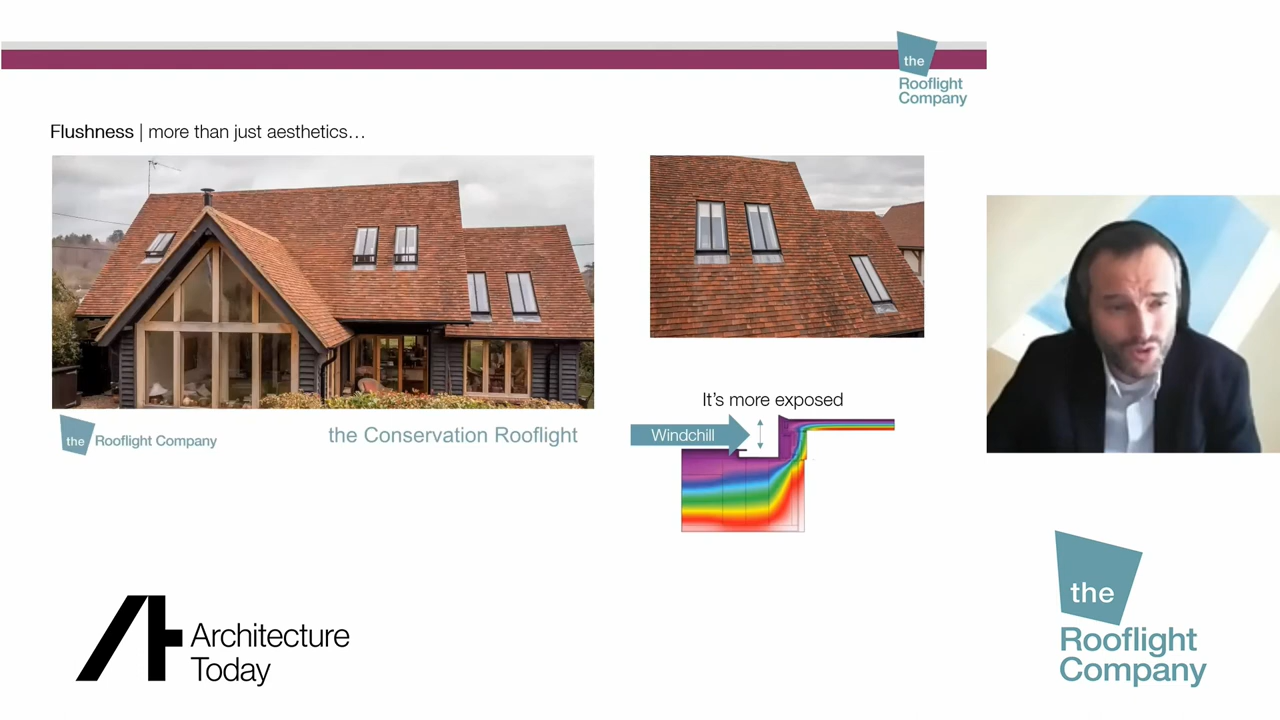 the
Rooflight
Company
Flushness | more than just aesthetics…
the Rooflight Company
the Conservation Rooflight
It's more exposed
Windchill
Architecture
Today
the
Rooflight
Company